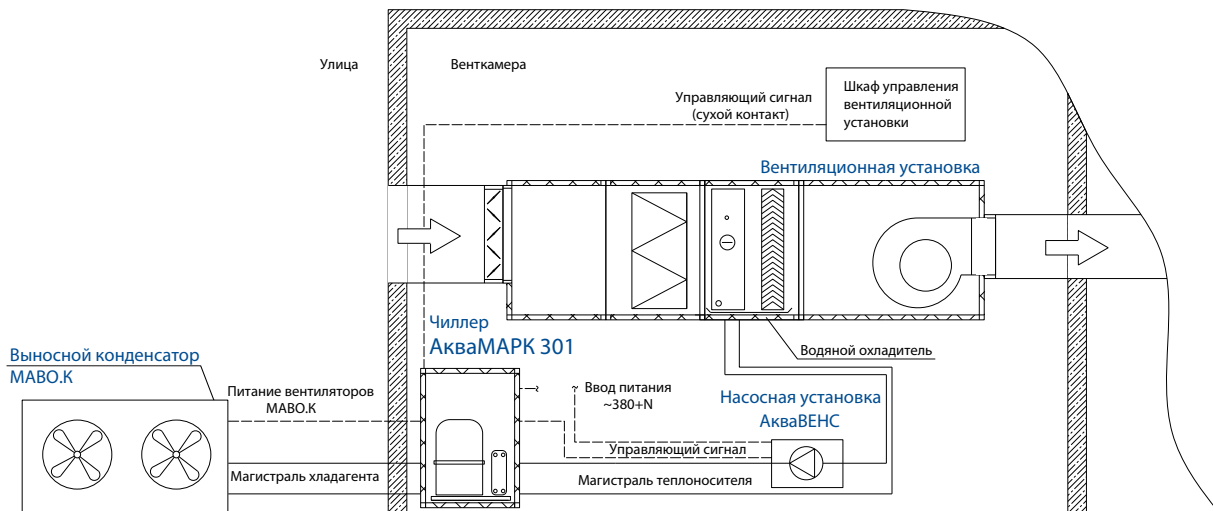 Улица
Венткамера
Управляющий сигнал
(сухой контакт)
Шкаф управления
вентиляционной
установки
Вентиляционная установка
Чиллер
АкваМАРК 301
Водяной охладитель
Выносной конденсатор
МАВО.К
Питание вентиляторов
МАВО.К
Ввод питания
~380+N
Насосная установка
АкваВЕНС
Управляющий сигнал
Магистраль хладагента
Магистраль теплоносителя